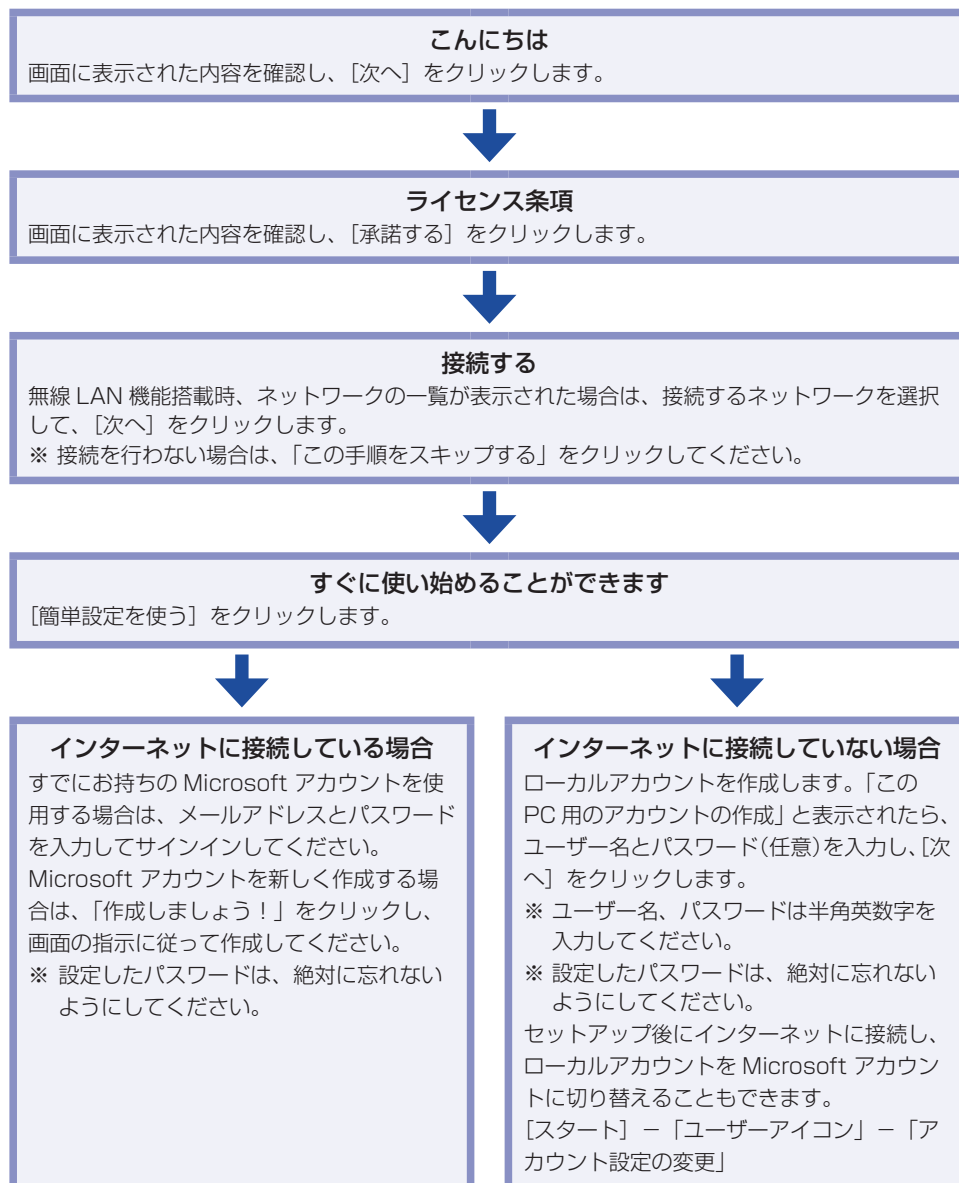 こんにちは
画面に表示された内容を確認し、[次へ] をクリックします。
ライセンス条項
画面に表示された内容を確認し、[承諾する] をクリックします。
接続する
無線 LAN 機能搭載時、ネットワークの一覧が表示された場合は、接続するネットワークを選択
して、[次へ] をクリックします。
※ 接続を行わない場合は、「この手順をスキップする」をクリックしてください。
すぐに使い始めることができます
[簡単設定を使う] をクリックします。
インターネットに接続している場合
すでにお持ちの Microsoft アカウントを使
用する場合は、メールアドレスとパスワード
を入力してサインインしてください。
Microsoft アカウントを新しく作成する場
合は、「作成しましょう！」をクリックし、
画面の指示に従って作成してください。
※ 設定したパスワードは、絶対に忘れない
ようにしてください。
インターネットに接続していない場合
ローカルアカウントを作成します。「この
PC 用のアカウントの作成」と表示されたら、
ユーザー名とパスワード(任意)を入力し、[次
へ] をクリックします。
※ ユーザー名、パスワードは半角英数字を
入力してください。
※ 設定したパスワードは、絶対に忘れない
ようにしてください。
セットアップ後にインターネットに接続し、
ローカルアカウントを Microsoft アカウン
トに切り替えることもできます。
[スタート] －「ユーザーアイコン」－「ア
カウント設定の変更」